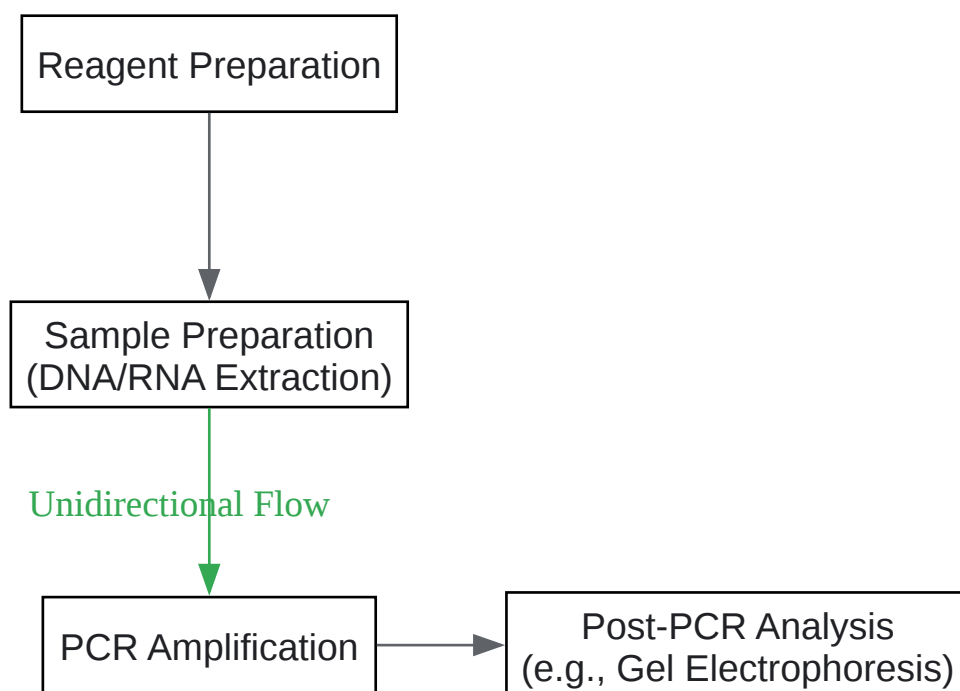 Reagent Preparation
Sample Preparation
(DNA/RNA Extraction)
Unidirectional Flow
PCR Amplification
Post-PCR Analysis
(e.g., Gel Electrophoresis)